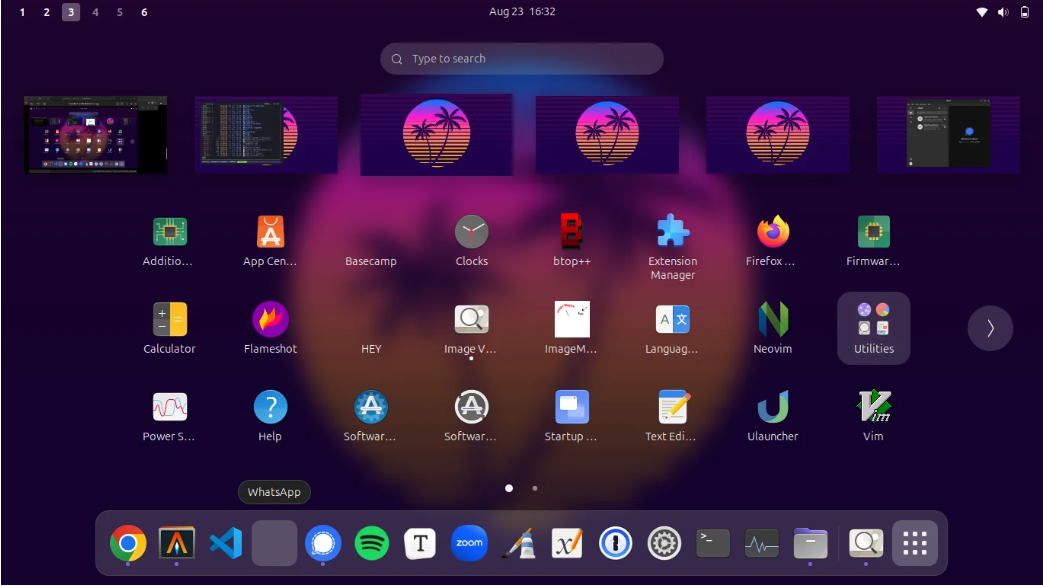 1 2 3 4 5 6
Aug 23 16:32
Type to search
Additio...
App Cen...
Basecamp
Clocks
btop++
Extension
Manager
Firefox ...
Firmwar...
Calculator
Flameshot
HEY
Image V...
ImageM...
Languag...
Neovim
Utilities
Power S...
Help
Softwar...
Softwar...
Startup ...
Text Edi...
Ulauncher
Vim
WhatsApp
zoom